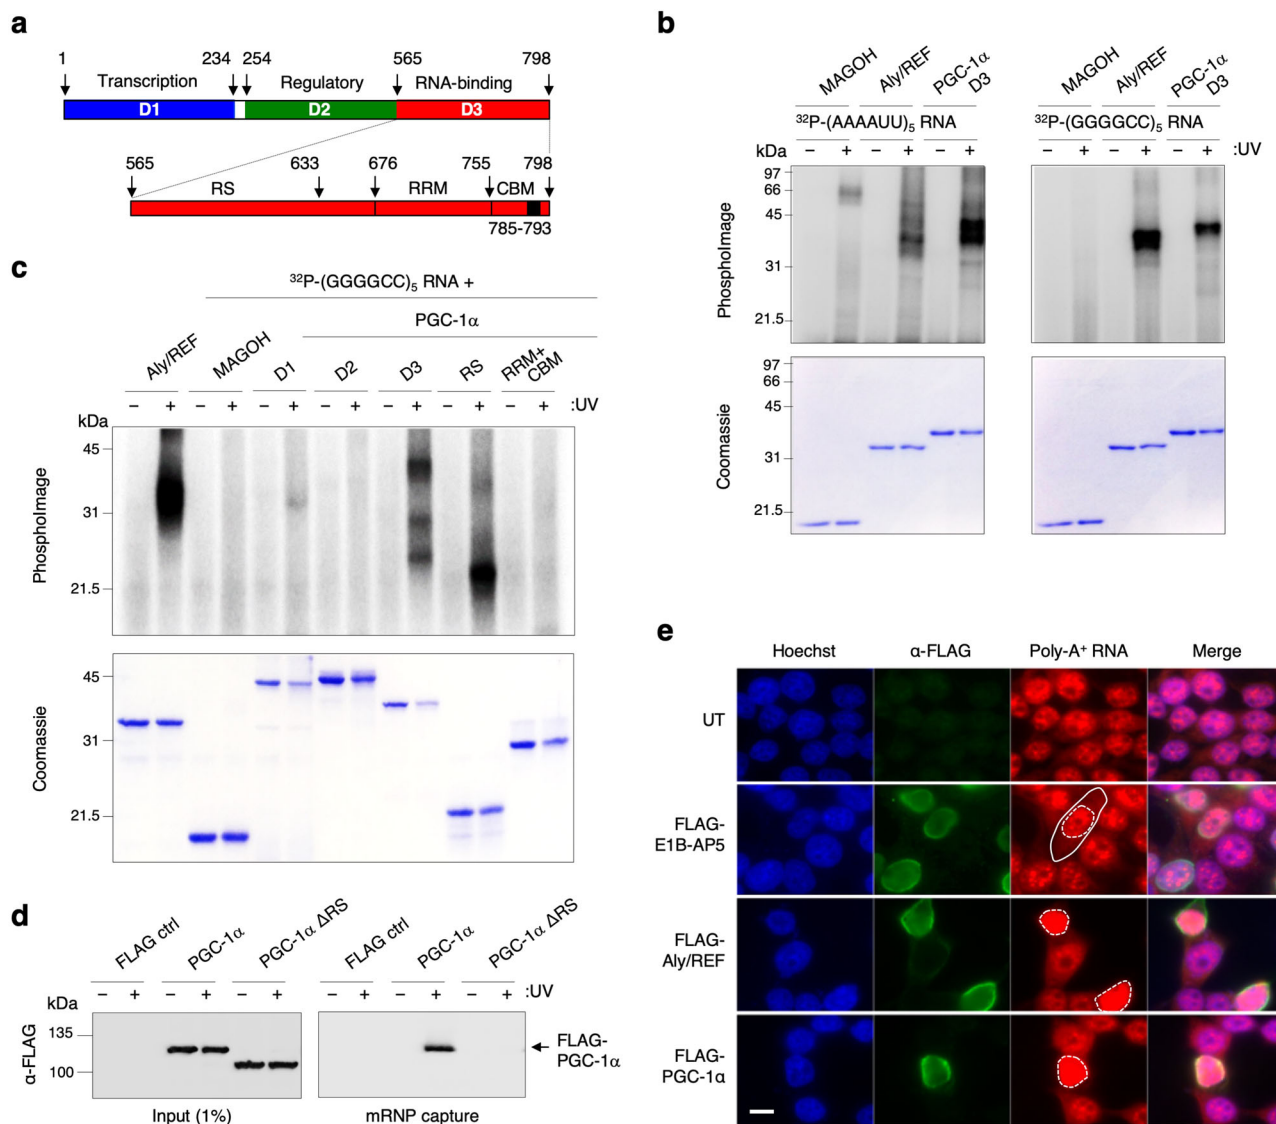 a
1 234 254 565 798
Transcription Regulatory RNA-binding
D1 D2 D3
565 633 676 755 798
RS RRM CBM
785-793
b
MAGOH Aly/REF PGC-1α D3
³²P-(AAAAUU)₅ RNA
kDa − + − + − +
97
66
45
31
21.5
PhosphoImage
97
66
45
31
21.5
Coomassie
MAGOH Aly/REF PGC-1α D3
³²P-(GGGGCC)₅ RNA
− + − + − + :UV
c
³²P-(GGGGCC)₅ RNA +
PGC-1α
Aly/REF MAGOH D1 D2 D3 RS RRM+ CBM
− + − + − + − + − + − + − + :UV
kDa
45
31
21.5
PhosphoImage
45
31
21.5
Coomassie
d
FLAG ctrl PGC-1α PGC-1α ΔRS FLAG ctrl PGC-1α PGC-1α ΔRS
− + − + − + − + − + − + :UV
kDa
135
100
α-FLAG
FLAG-
PGC-1α
Input (1%) mRNP capture
e
Hoechst α-FLAG Poly-A⁺ RNA Merge
UT
FLAG-
E1B-AP5
FLAG-
Aly/REF
FLAG-
PGC-1α